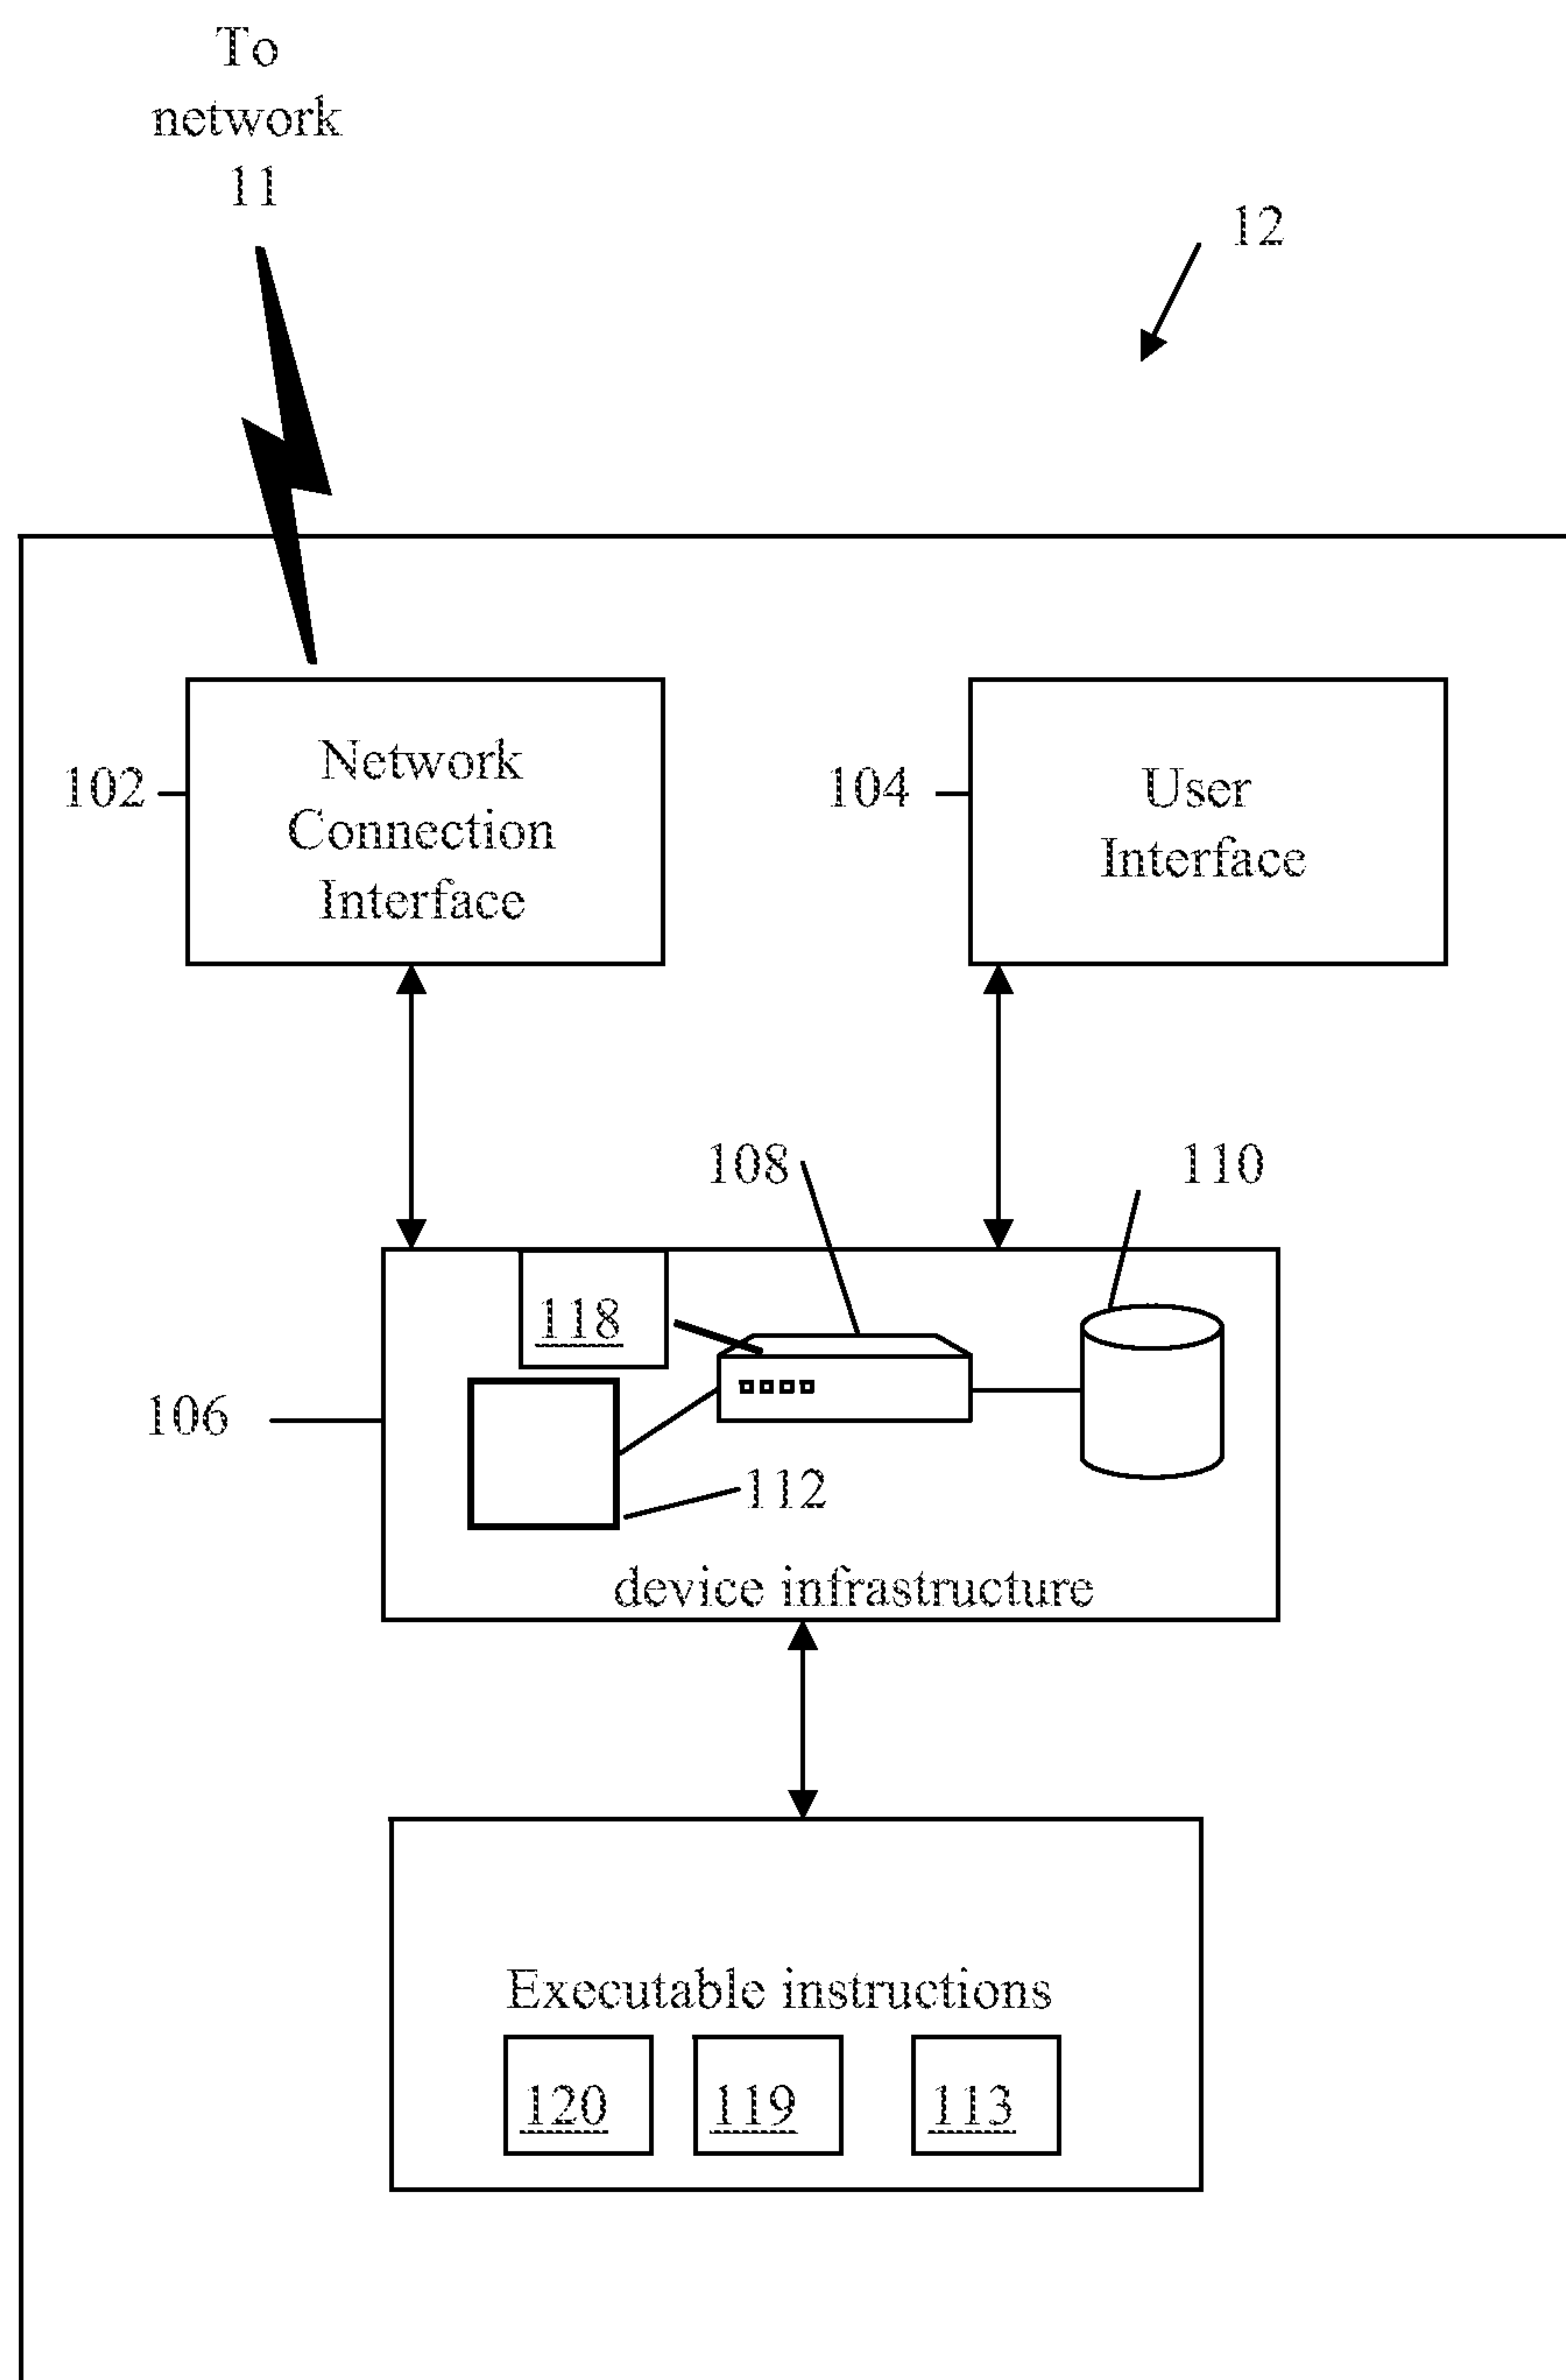 To
network
11
12
Network
Connection
Interface
102
User
Interface
104
108
110
118
106
112
device infrastructure
Executable instructions
120
119
113